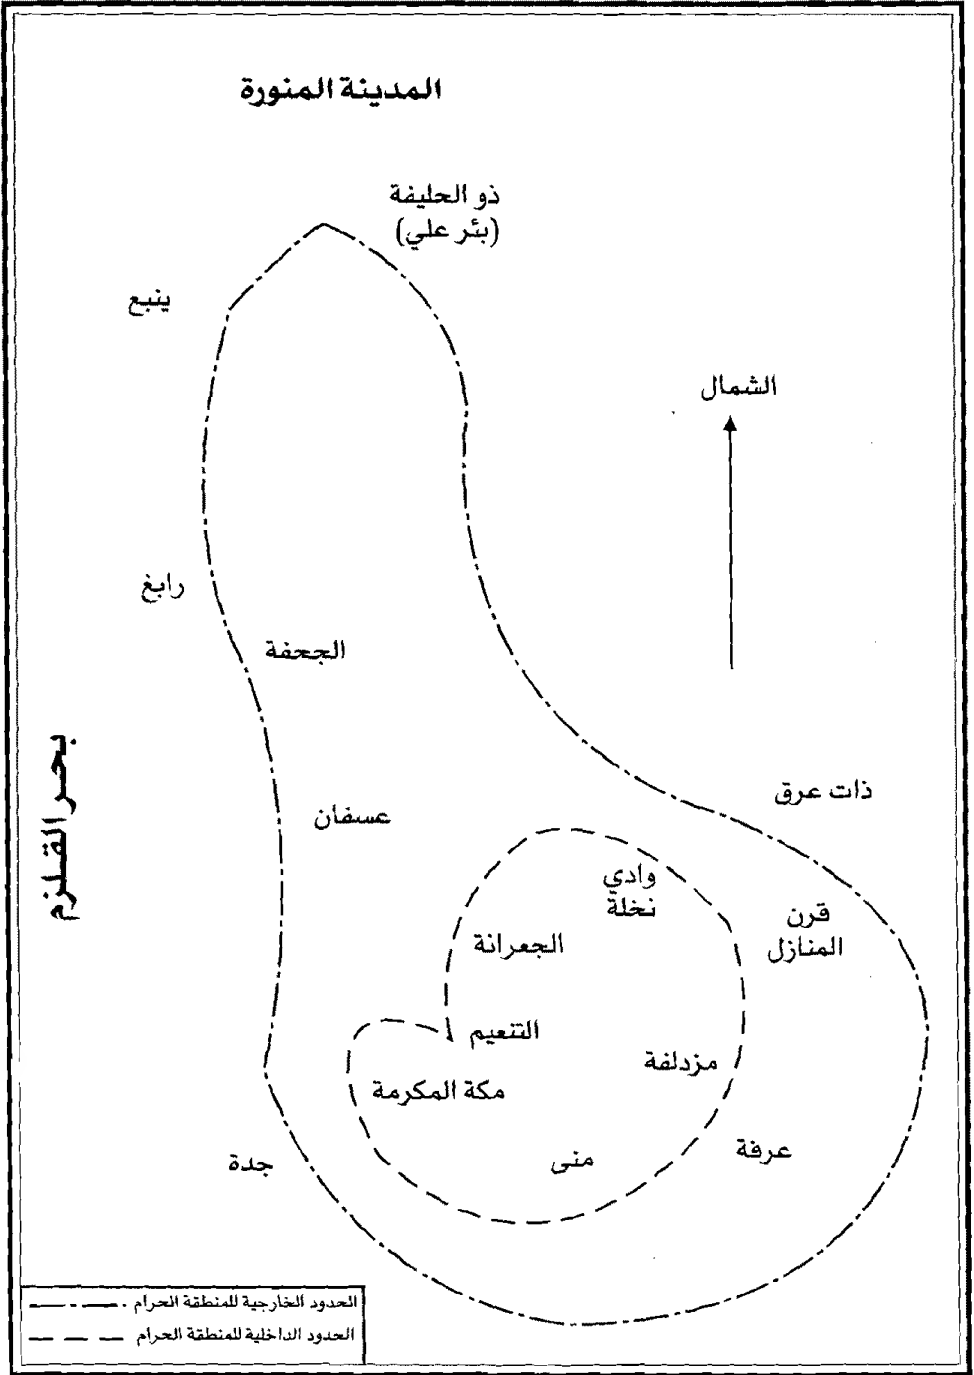 المدينة المنورة
ذو الحليفة
(بئر علي)
ينبع
الشمال
رابغ
الجحفة
بحر القلزم
ذات عرق
عسفان
وادي
نخلة
قرن
المنازل
الجعرانة
التنعيم
مزدلفة
مكة المكرمة
عرفة
منى
جدة
الحدود الخارجية للمنطقة الحرام
الحدود الداخلية للمنطقة الحرام